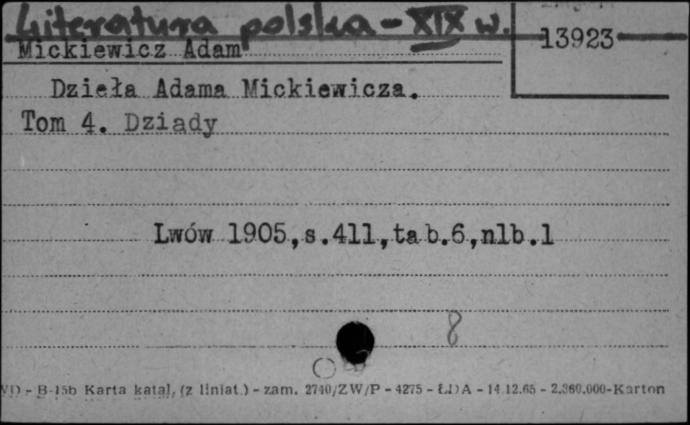 Literatura polska - XIX w.
13923
Mickiewicz Adam
Dzieła Adama Mickiewicza.
Tom 4. Dziady
Lwów 1905,s.411,tab.6,nlb.1
8
B-15b Karta katal. (z liniat.) - zam. 2740/ZW/P - 4275 - ŁDA - 14.12.65 - 2.360.000-Karton